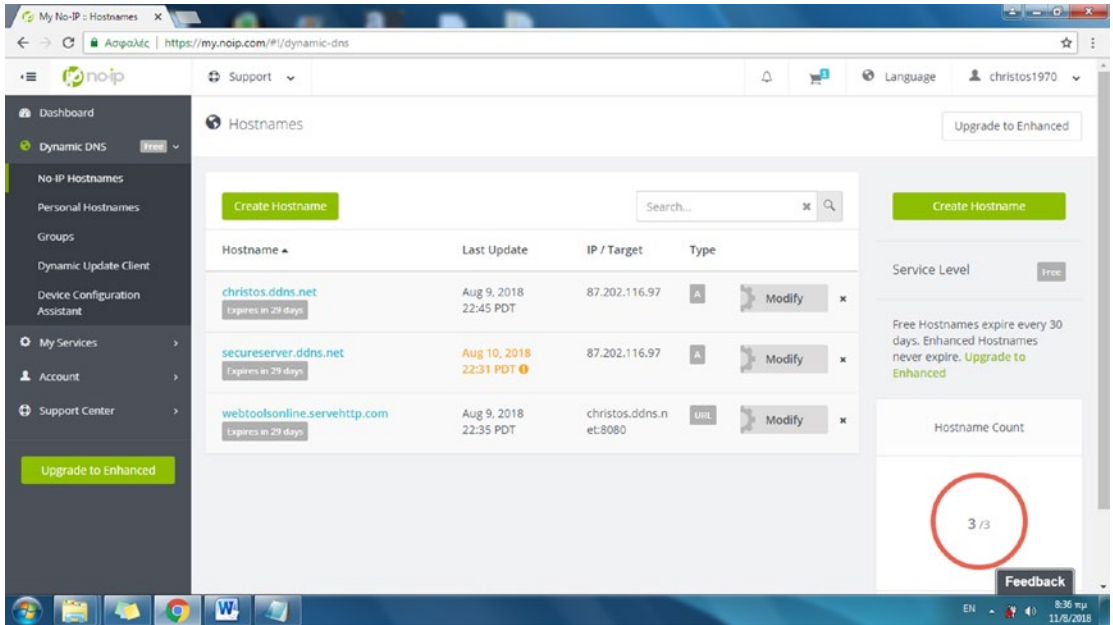 My No-IP :: Hostnames
Ασφαλές | https://my.noip.com/#!/dynamic-dns
no-ip
Support
1
Language
christos1970
Dashboard
Dynamic DNS Free
No-IP Hostnames
Personal Hostnames
Groups
Dynamic Update Client
Device Configuration
Assistant
My Services
Account
Support Center
Upgrade to Enhanced
Hostnames
Upgrade to Enhanced
Create Hostname
Search...
Hostname Last Update IP / Target Type
christos.ddns.net Aug 9, 2018 87.202.116.97 A Modify
Expires in 29 days 22:45 PDT
secureserver.ddns.net Aug 10, 2018 87.202.116.97 A Modify
Expires in 29 days 22:31 PDT
webtoolsonline.servehttp.com Aug 9, 2018 christos.ddns.n URL Modify
Expires in 29 days 22:35 PDT et:8080
Create Hostname
Service Level Free
Free Hostnames expire every 30
days. Enhanced Hostnames
never expire. Upgrade to
Enhanced
Hostname Count
3 /3
Feedback
EN 8:36 πμ
11/8/2018